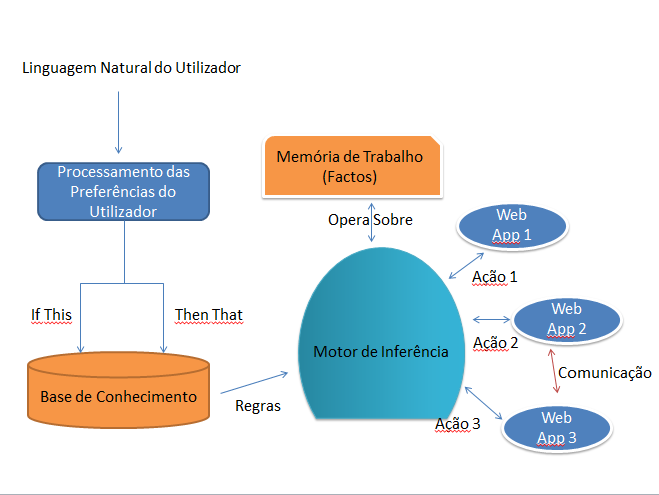 Linguagem Natural do Utilizador
Processamento das
Preferências do
Utilizador
Memória de Trabalho
(Factos)
Opera Sobre
Web
App 1
Ação 1
If This
Then That
Web
App 2
Motor de Inferência
Ação 2
Comunicação
Base de Conhecimento
Regras
Ação 3
Web
App 3